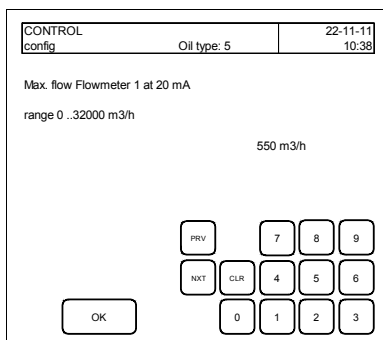 CONTROL 22-11-11
config Oil type: 5 10:38
Max. flow Flowmeter 1 at 20 mA
range 0 ..32000 m3/h
550 m3/h
PRV 7 8 9
NXT CLR 4 5 6
OK 0 1 2 3